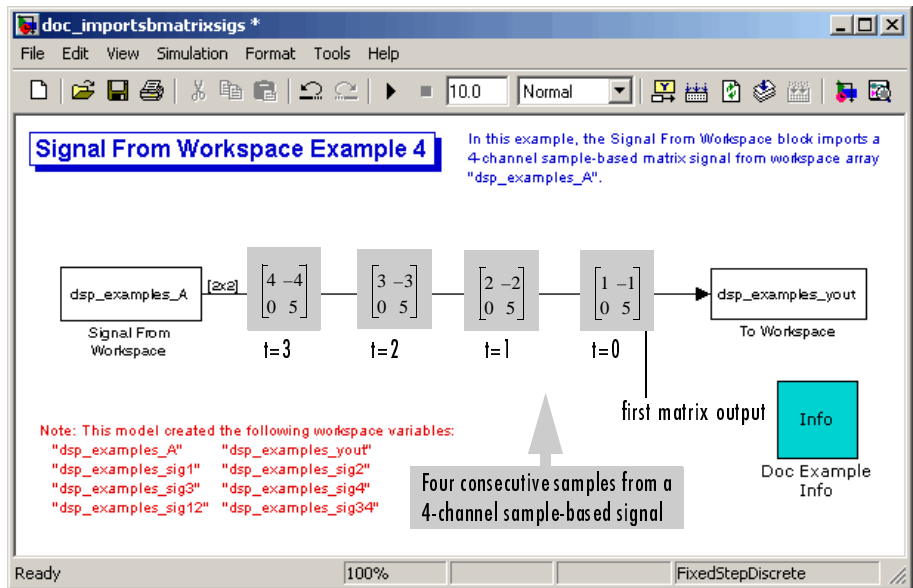 doc_importsbmatrixsigs *
File Edit View Simulation Format Tools Help
10.0 Normal
Signal From Workspace Example 4
In this example, the Signal From Workspace block imports a
4-channel sample-based matrix signal from workspace array
"dsp_examples_A".
dsp_examples_A
[2x2]
4 -4
0 5
3 -3
0 5
2 -2
0 5
1 -1
0 5
dsp_examples_yout
Signal From
Workspace
To Workspace
t=3
t=2
t=1
t=0
first matrix output
Info
Doc Example
Info
Note: This model created the following workspace variables:
"dsp_examples_A" "dsp_examples_yout"
"dsp_examples_sig1" "dsp_examples_sig2"
"dsp_examples_sig3" "dsp_examples_sig4"
"dsp_examples_sig12" "dsp_examples_sig34"
Four consecutive samples from a
4-channel sample-based signal
Ready 100% FixedStepDiscrete